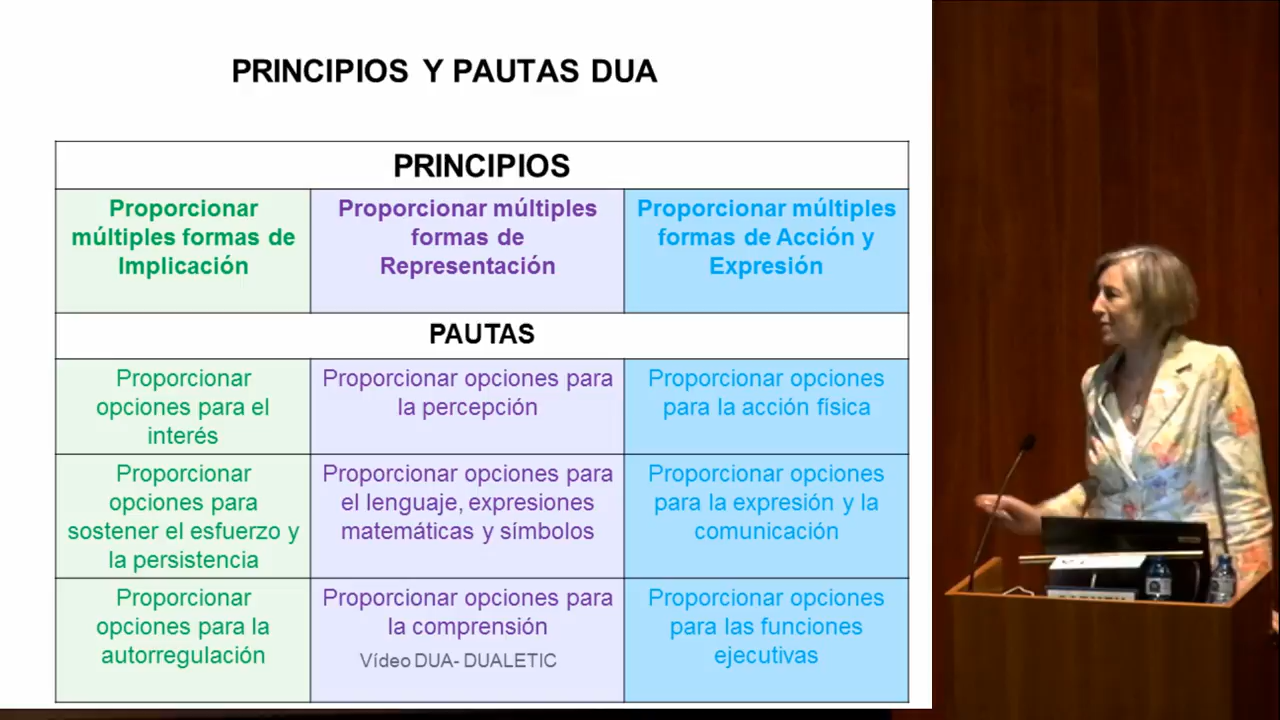 PRINCIPIOS Y PAUTAS DUA
PRINCIPIOS
Proporcionar
múltiples formas de
Implicación
Proporcionar múltiples
formas de
Representación
Proporcionar múltiples
formas de Acción y
Expresión
PAUTAS
Proporcionar
opciones para el
interés
Proporcionar opciones para
la percepción
Proporcionar opciones
para la acción física
Proporcionar
opciones para
sostener el esfuerzo y
la persistencia
Proporcionar opciones para
el lenguaje, expresiones
matemáticas y símbolos
Proporcionar opciones
para la expresión y la
comunicación
Proporcionar
opciones para la
autorregulación
Proporcionar opciones para
la comprensión
Vídeo DUA- DUALETIC
Proporcionar opciones
para las funciones
ejecutivas